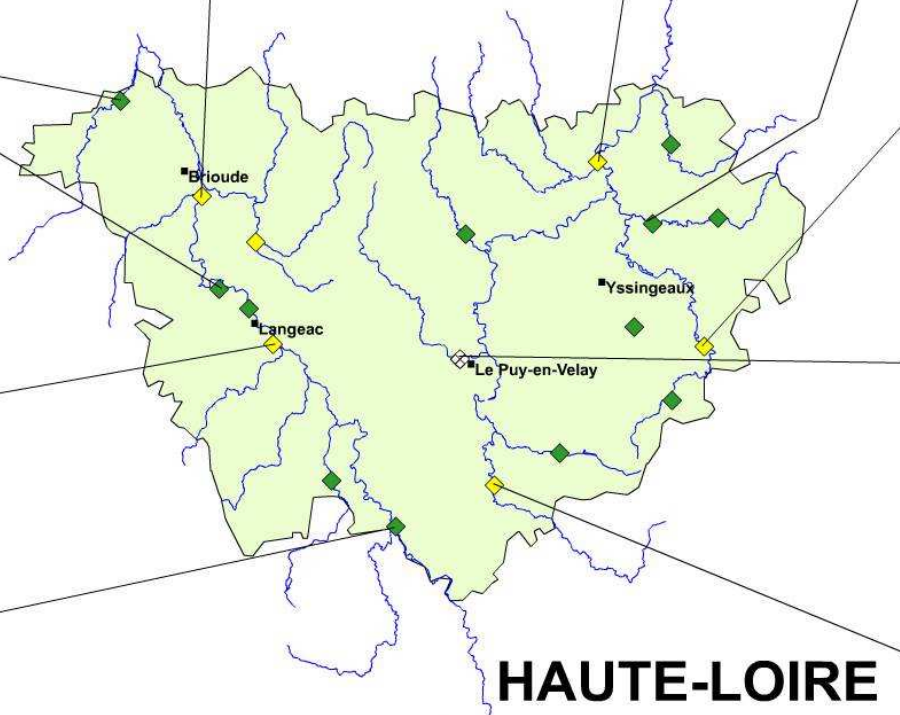 Brioude
Yssingeaux
Langeac
Le Puy-en-Velay
HAUTE-LOIRE